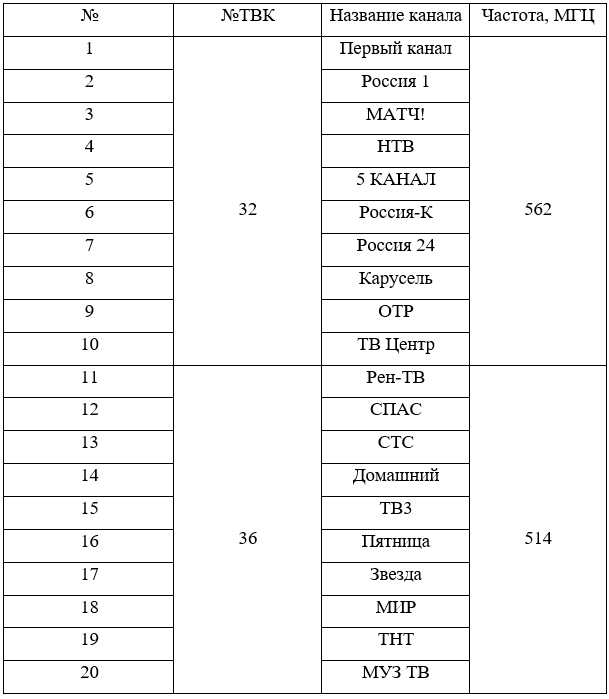 № №ТВК Название канала Частота, МГЦ
1 Первый канал
2 Россия 1
3 МАТЧ!
4 НТВ
5 5 КАНАЛ
6 32 Россия-К 562
7 Россия 24
8 Карусель
9 ОТР
10 ТВ Центр
11 Рен-ТВ
12 СПАС
13 СТС
14 Домашний
15 ТВ3
16 36 Пятница 514
17 Звезда
18 МИР
19 ТНТ
20 МУЗ ТВ